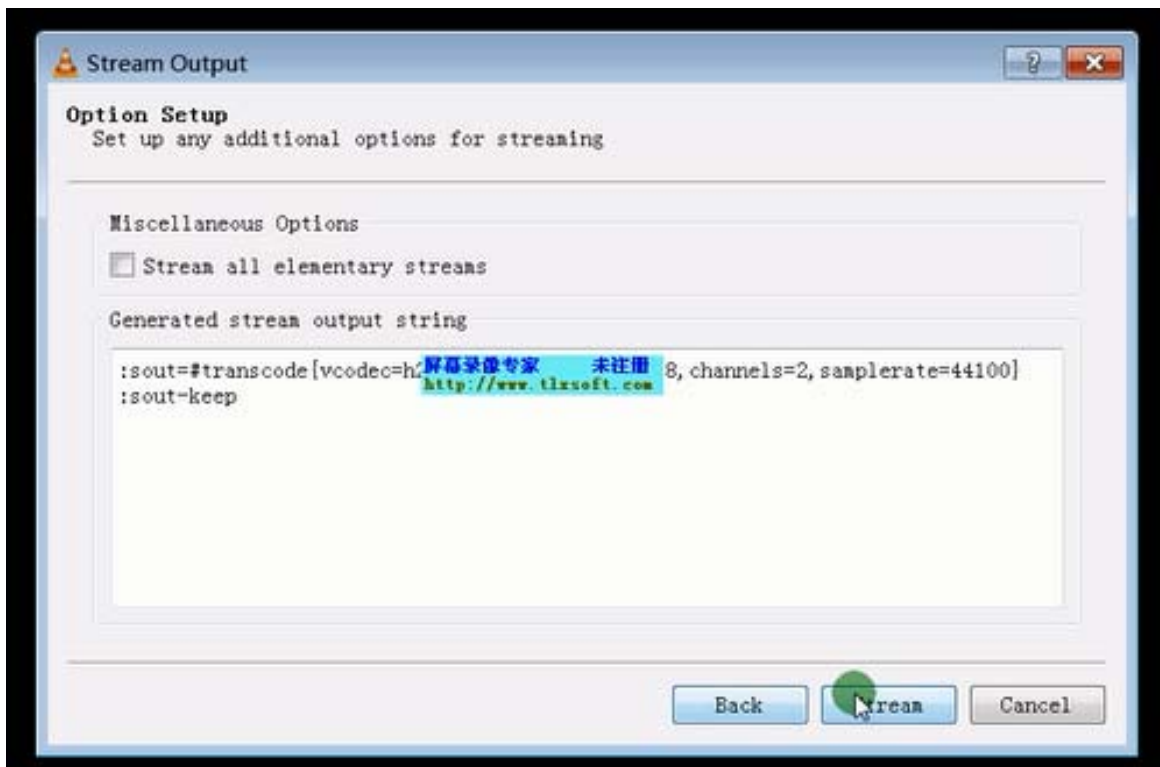 Stream Output
Option Setup
Set up any additional options for streaming
Miscellaneous Options
Stream all elementary streams
Generated stream output string
:sout=#transcode{vcodec=h2 屏幕录像专家 未注册 8,channels=2,samplerate=44100}
http://www.tlxsoft.com
:sout-keep
Back
Stream
Cancel